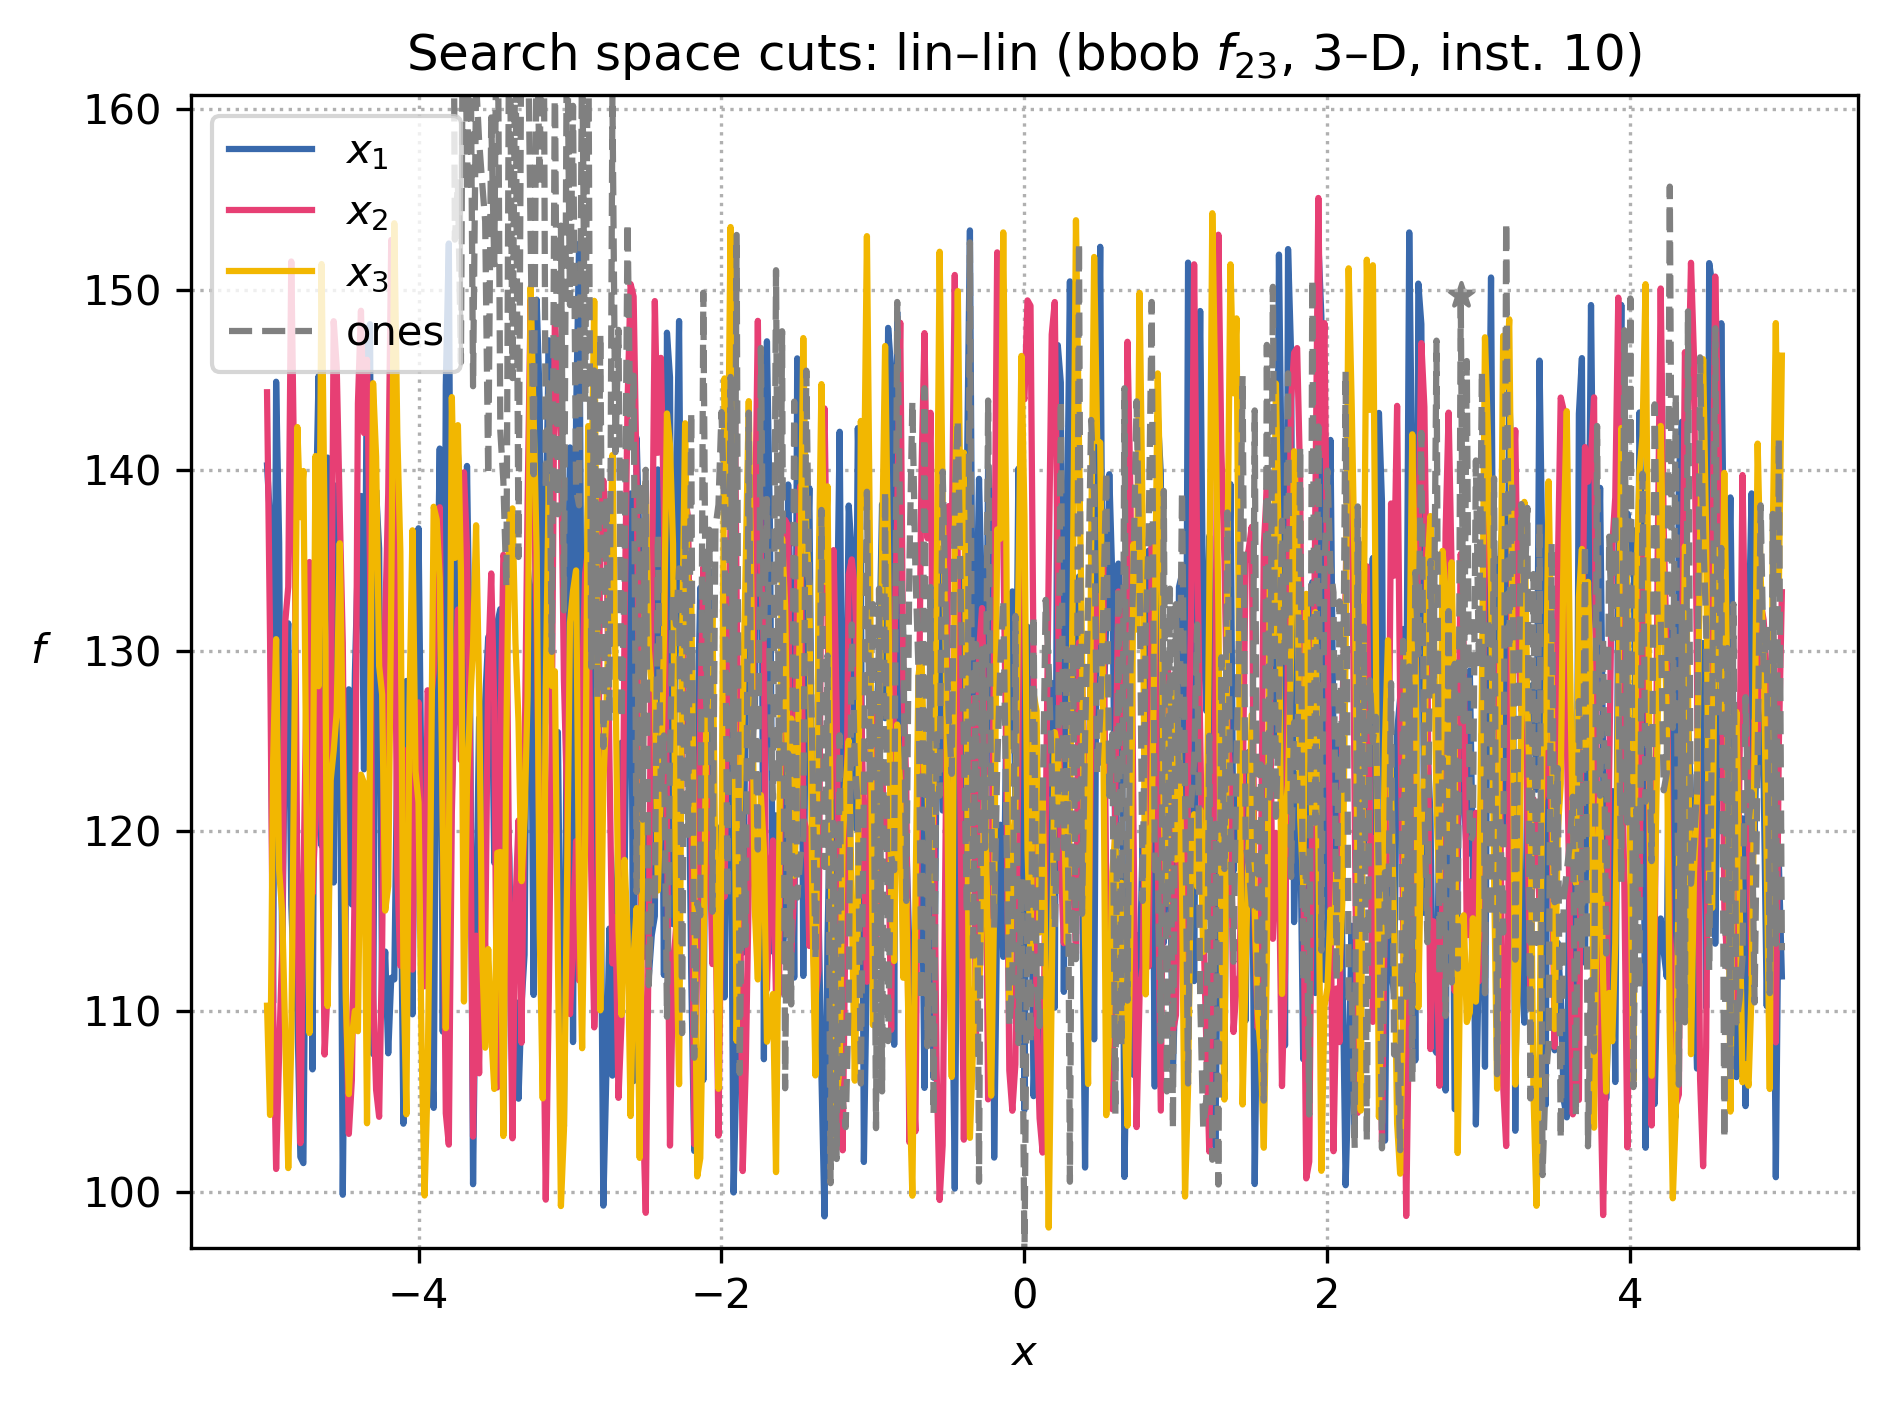 Search space cuts: lin–lin (bbob f₂₃, 3–D, inst. 10)
160
150
140
130
120
110
100
f
x₁
x₂
x₃
ones
−4
−2
0
2
4
x